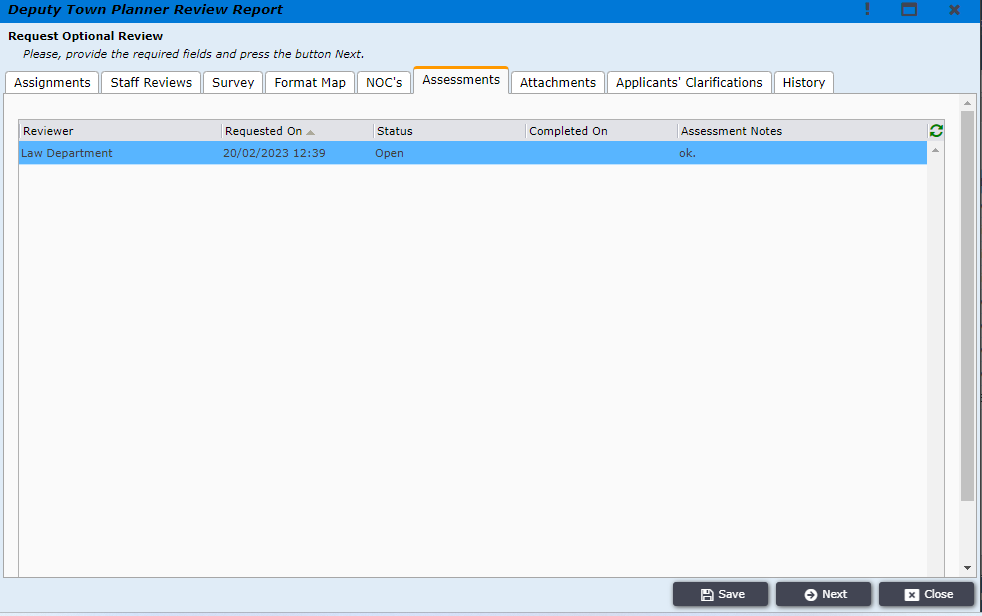 Deputy Town Planner Review Report
Request Optional Review
Please, provide the required fields and press the button Next.
Assignments Staff Reviews Survey Format Map NOC's Assessments Attachments Applicants' Clarifications History
Reviewer Requested On Status Completed On Assessment Notes
Law Department 20/02/2023 12:39 Open ok.
Save Next Close